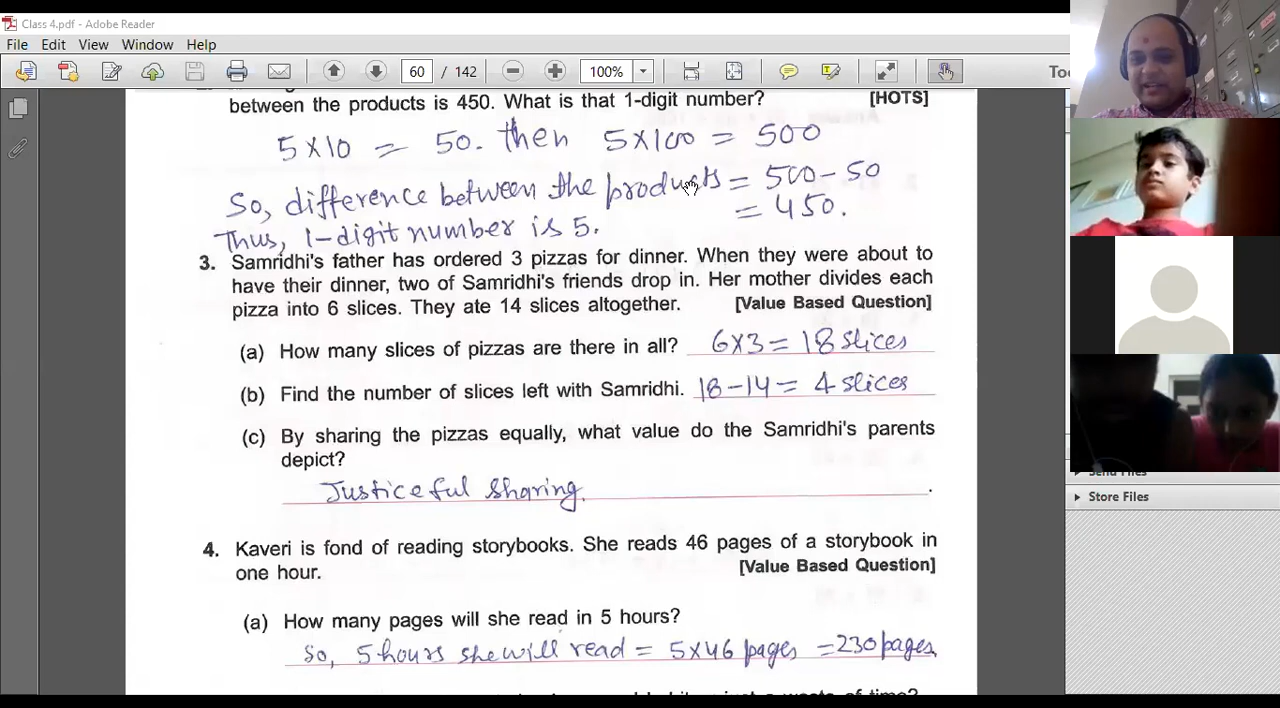 Class 4.pdf - Adobe Reader
File Edit View Window Help
60 / 142 100%
between the products is 450. What is that 1-digit number? [HOTS]
5 × 10 = 50. then 5 × 100 = 500
So, difference between the products = 500 - 50
= 450.
Thus, 1-digit number is 5.
3. Samridhi's father has ordered 3 pizzas for dinner. When they were about to
have their dinner, two of Samridhi's friends drop in. Her mother divides each
pizza into 6 slices. They ate 14 slices altogether. [Value Based Question]
(a) How many slices of pizzas are there in all? 6 × 3 = 18 slices
(b) Find the number of slices left with Samridhi. 18 - 14 = 4 slices
(c) By sharing the pizzas equally, what value do the Samridhi's parents
depict?
Justiceful sharing.
4. Kaveri is fond of reading storybooks. She reads 46 pages of a storybook in
one hour. [Value Based Question]
(a) How many pages will she read in 5 hours?
So, 5 hours she will read = 5 × 46 pages = 230 pages.
Store Files